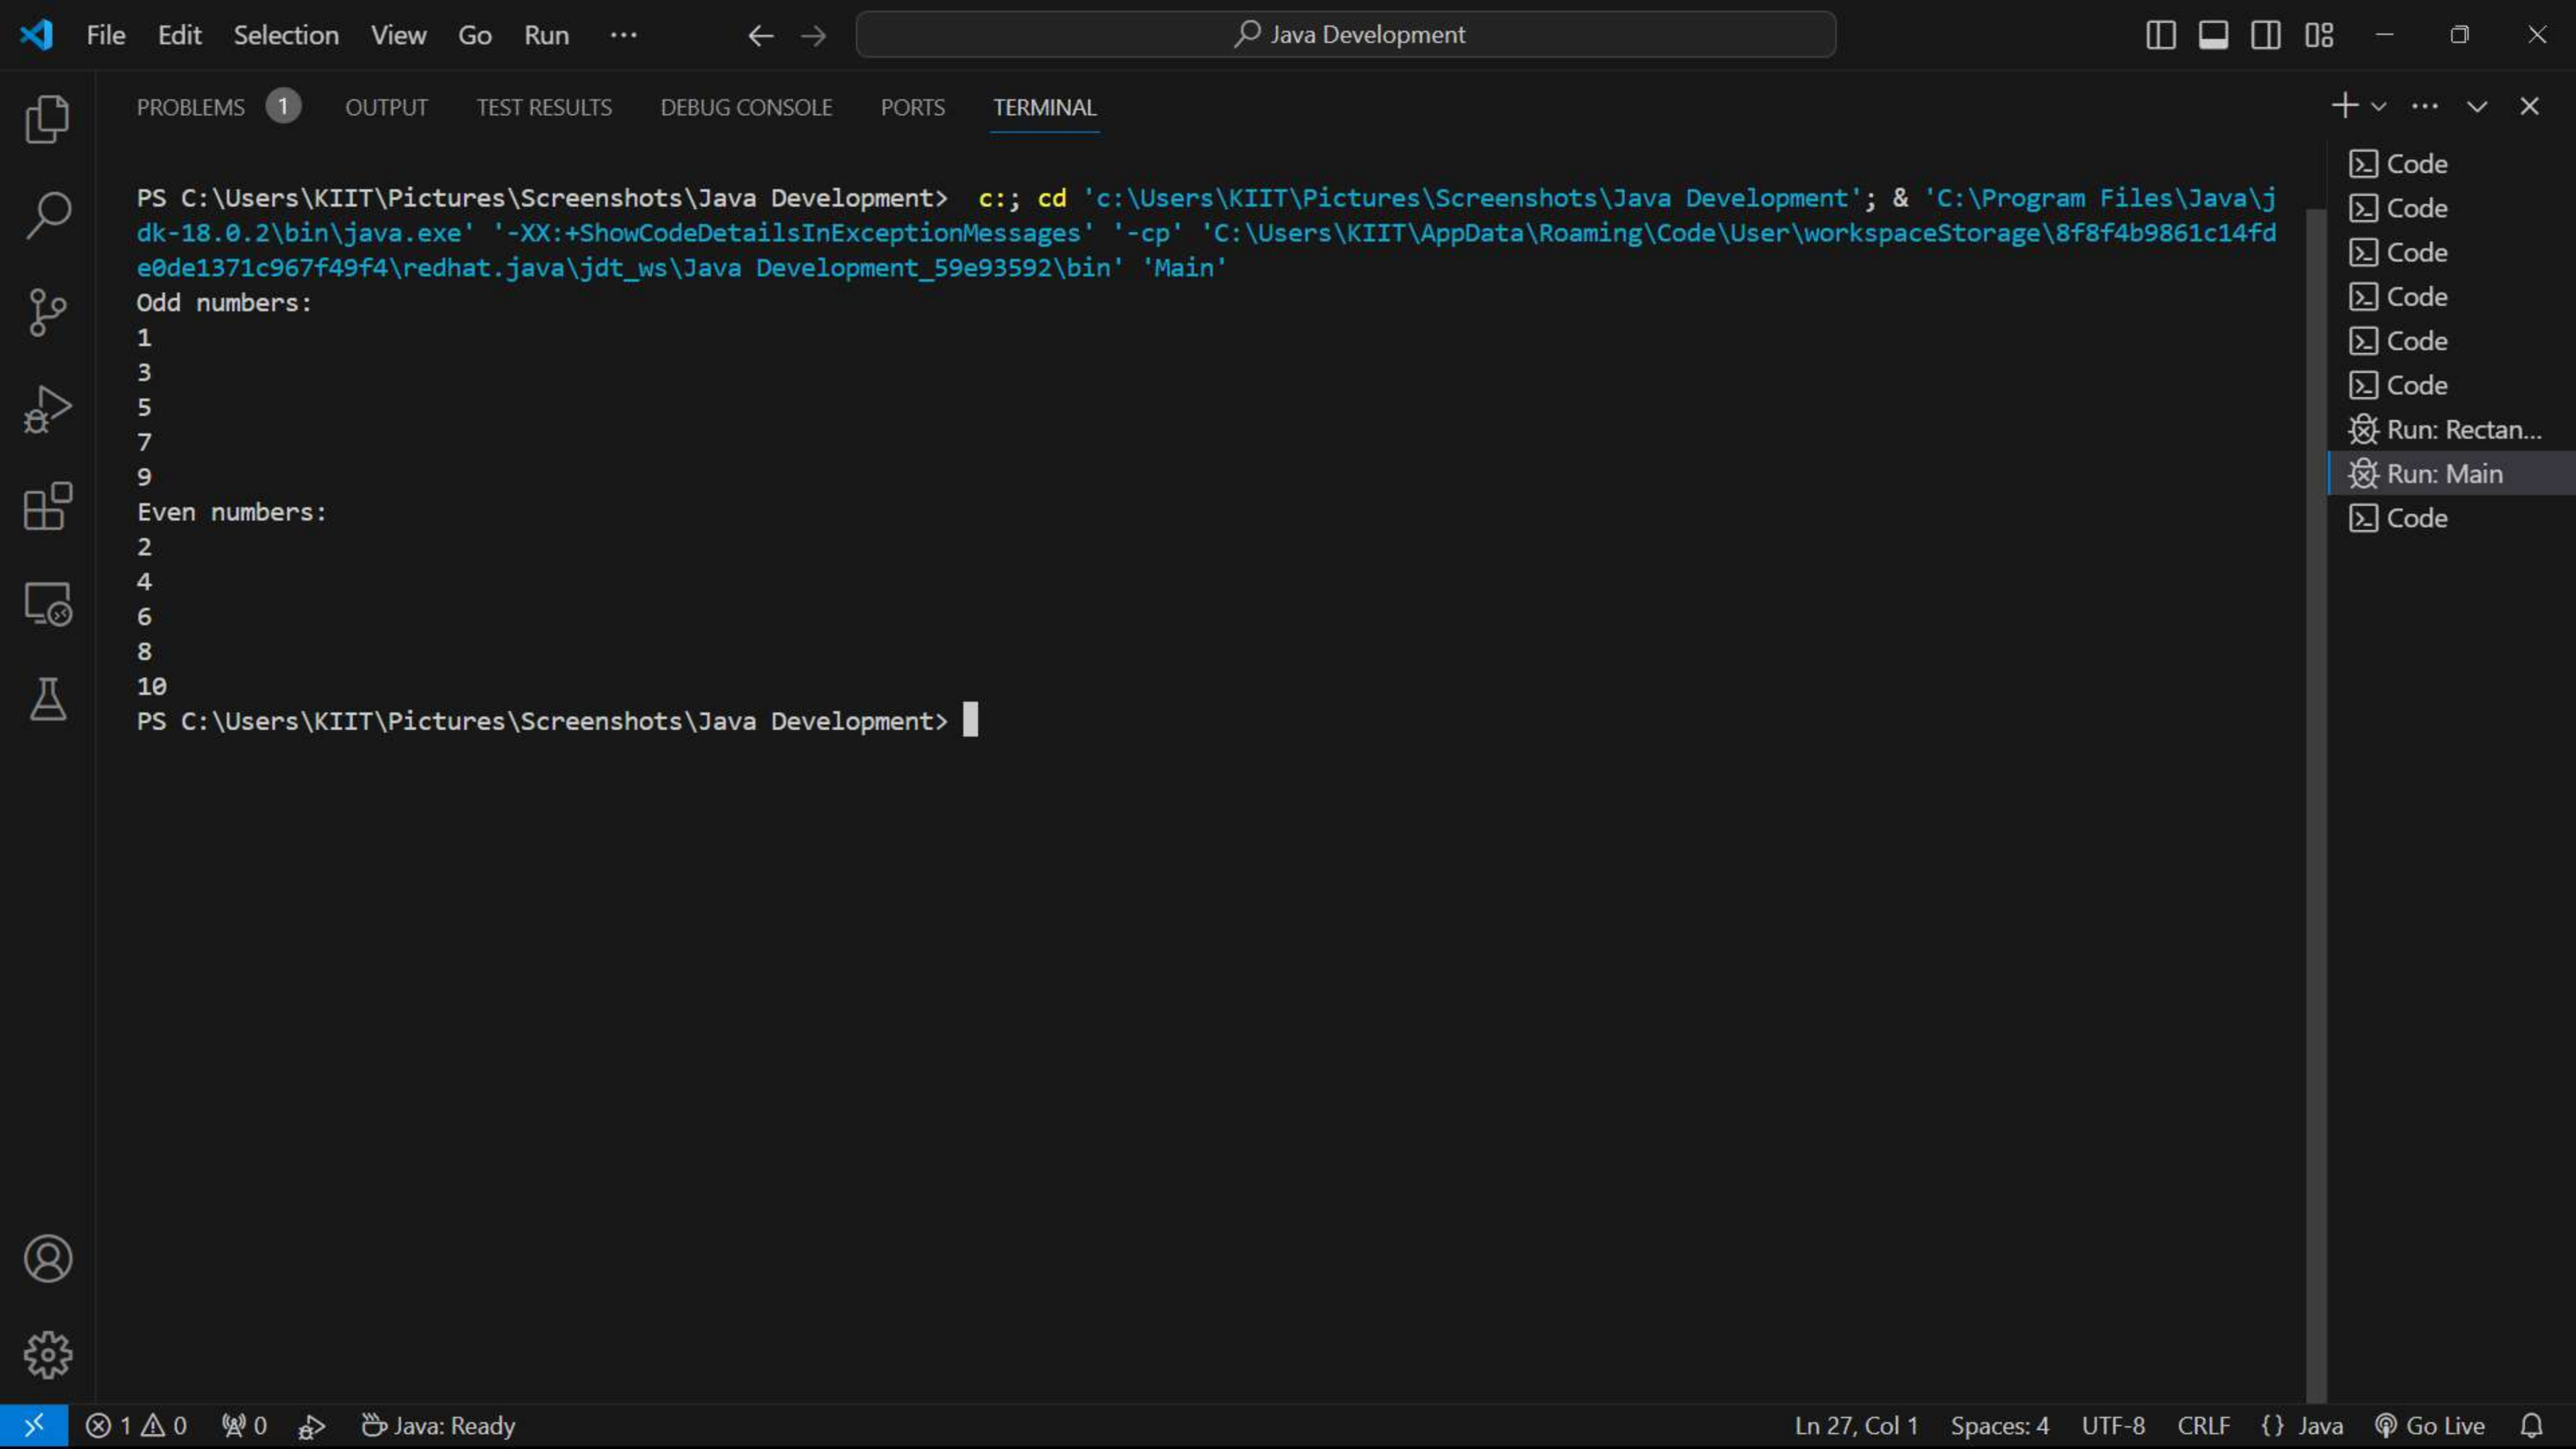 File Edit Selection View Go Run ... Java Development
PROBLEMS 1 OUTPUT TEST RESULTS DEBUG CONSOLE PORTS TERMINAL
PS C:\Users\KIIT\Pictures\Screenshots\Java Development>  c:; cd 'c:\Users\KIIT\Pictures\Screenshots\Java Development'; & 'C:\Program Files\Java\j
dk-18.0.2\bin\java.exe' '-XX:+ShowCodeDetailsInExceptionMessages' '-cp' 'C:\Users\KIIT\AppData\Roaming\Code\User\workspaceStorage\8f8f4b9861c14fd
e0de1371c967f49f4\redhat.java\jdt_ws\Java Development_59e93592\bin' 'Main'
Odd numbers:
1
3
5
7
9
Even numbers:
2
4
6
8
10
PS C:\Users\KIIT\Pictures\Screenshots\Java Development>
Code
Code
Code
Code
Code
Code
Run: Rectan...
Run: Main
Code
1 0 0 Java: Ready Ln 27, Col 1 Spaces: 4 UTF-8 CRLF {} Java Go Live